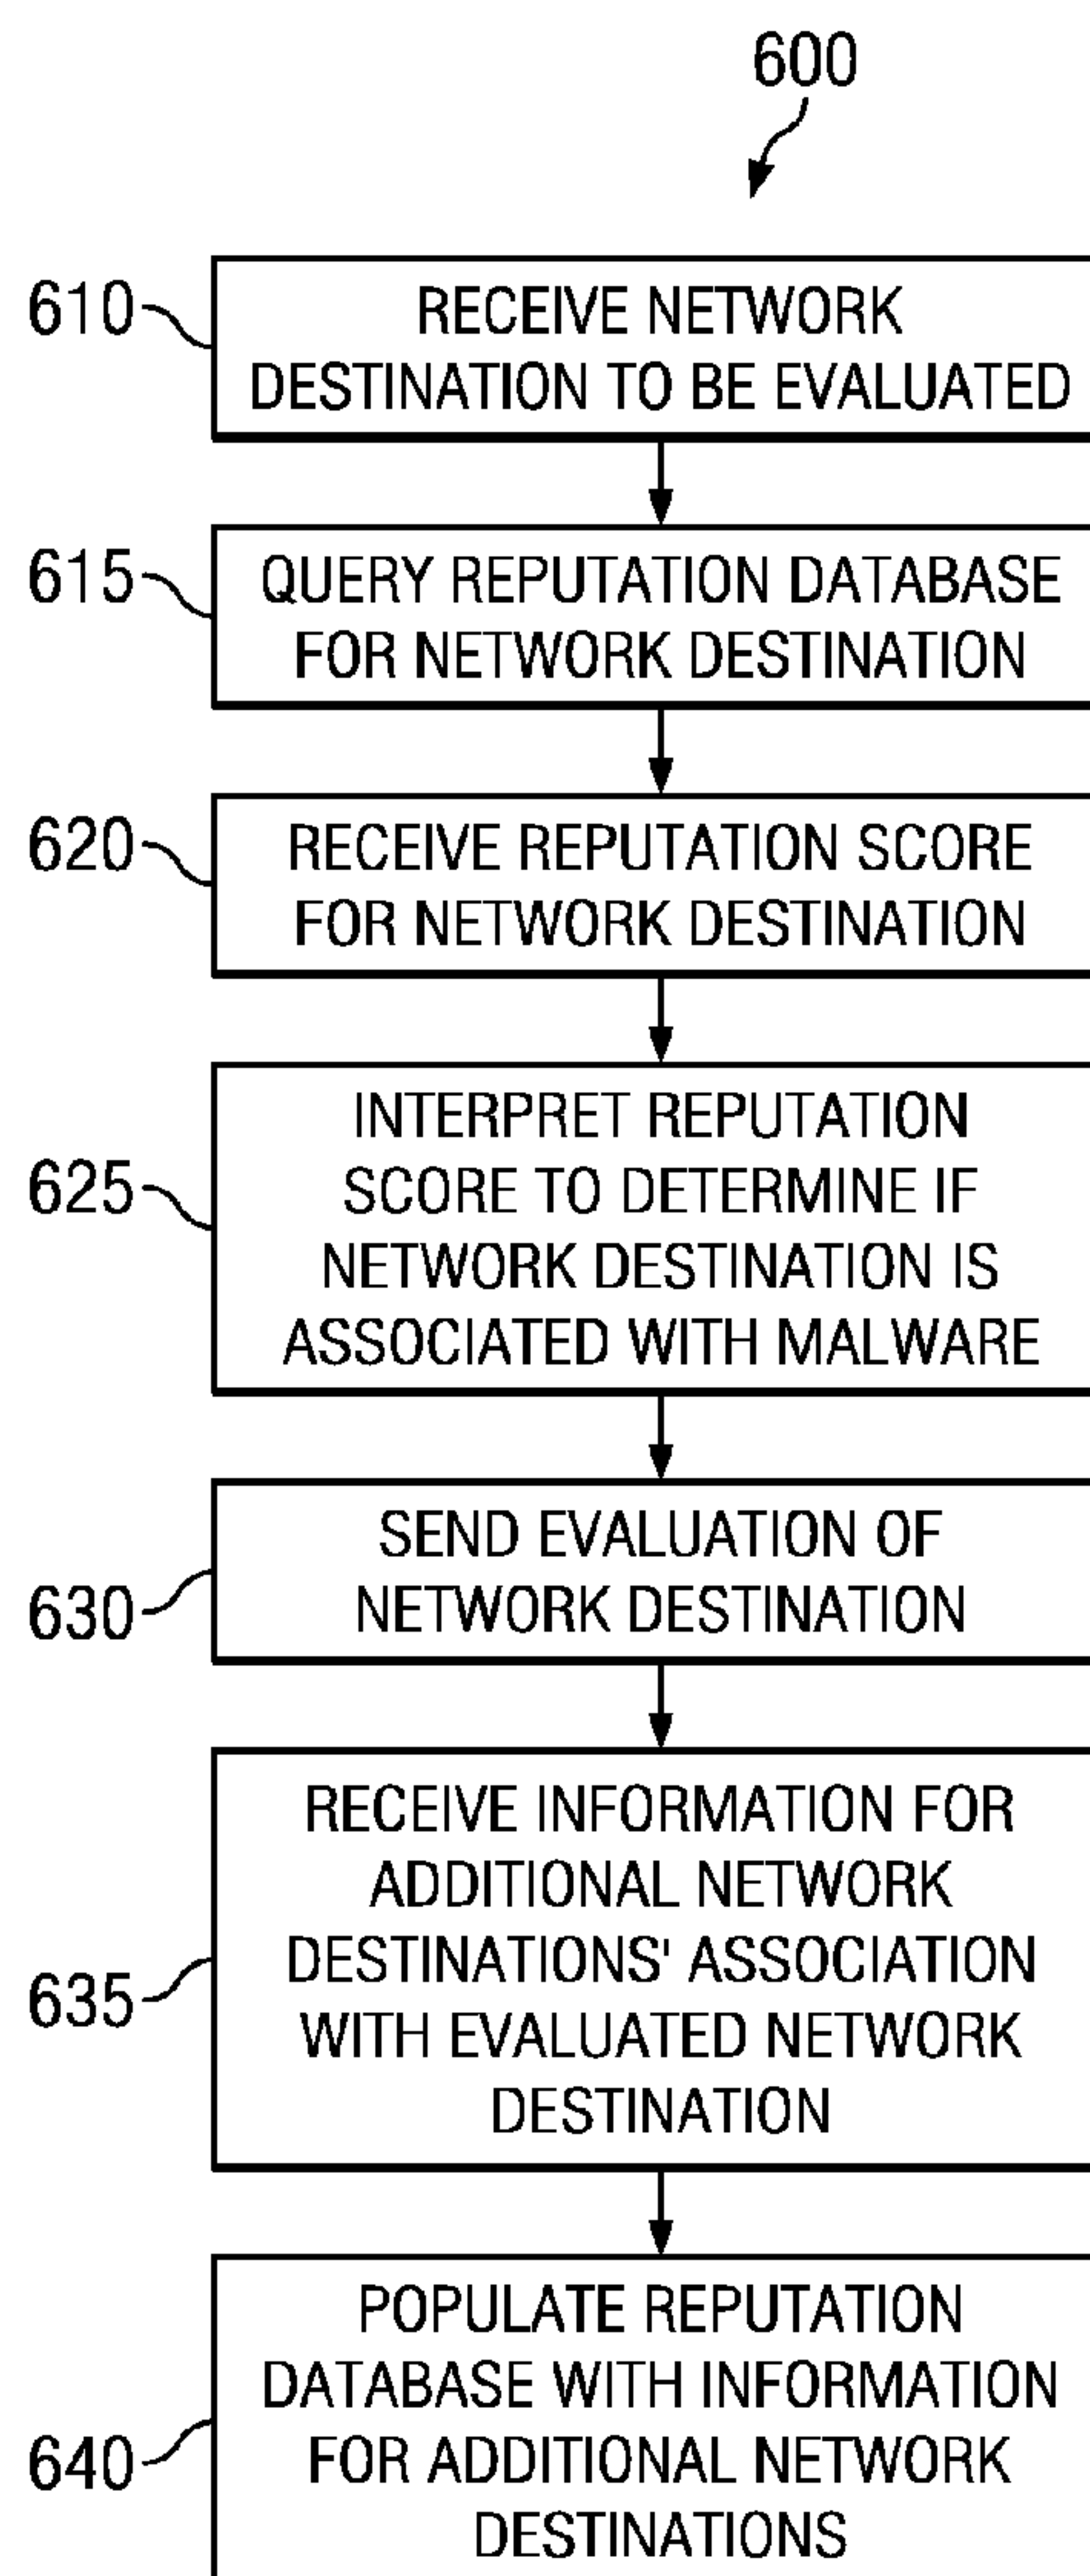 600
610
RECEIVE NETWORK
DESTINATION TO BE EVALUATED
615
QUERY REPUTATION DATABASE
FOR NETWORK DESTINATION
620
RECEIVE REPUTATION SCORE
FOR NETWORK DESTINATION
625
INTERPRET REPUTATION
SCORE TO DETERMINE IF
NETWORK DESTINATION IS
ASSOCIATED WITH MALWARE
630
SEND EVALUATION OF
NETWORK DESTINATION
635
RECEIVE INFORMATION FOR
ADDITIONAL NETWORK
DESTINATIONS' ASSOCIATION
WITH EVALUATED NETWORK
DESTINATION
640
POPULATE REPUTATION
DATABASE WITH INFORMATION
FOR ADDITIONAL NETWORK
DESTINATIONS